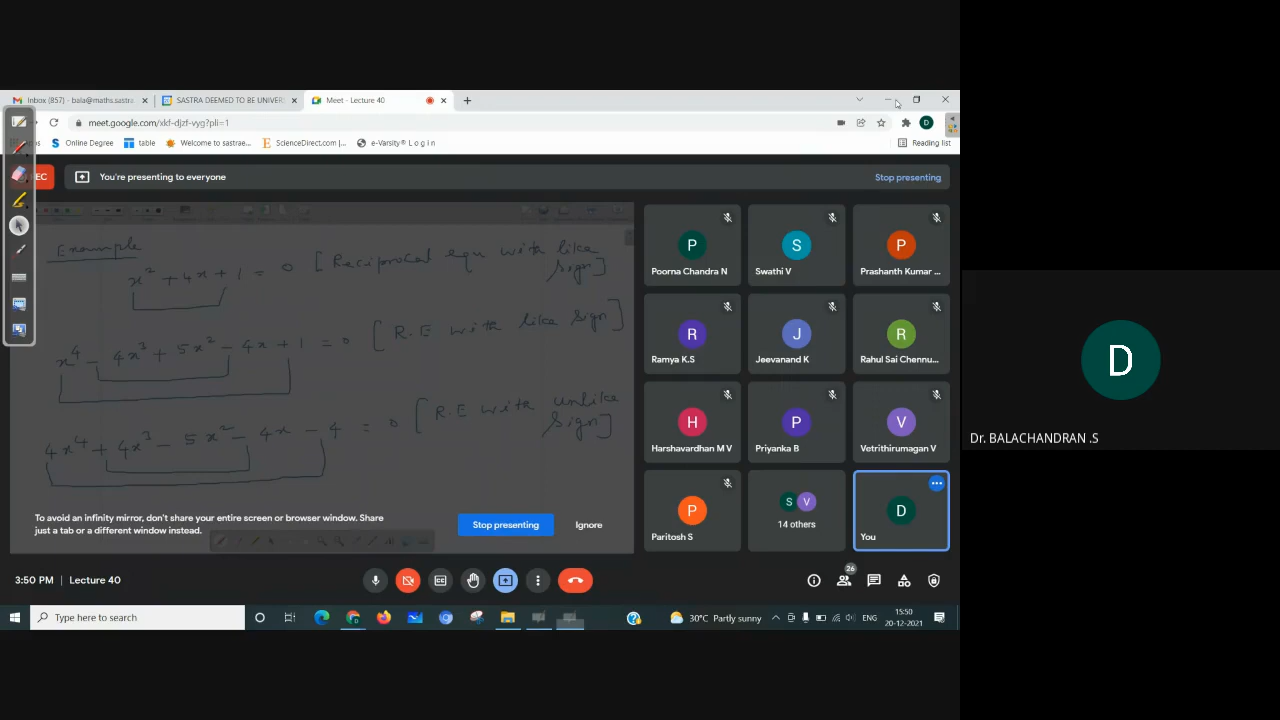 Inbox (857) - bala@maths.sastra
SASTRA DEEMED TO BE UNIVER
Meet - Lecture 40
meet.google.com/xkf-djzf-vyg?pli=1
Online Degree
table
Welcome to sastrae...
ScienceDirect.com |...
e-Varsity® L o g i n
Reading list
EC
You're presenting to everyone
Stop presenting
Example
x² + 4x + 1 = 0 [Reciprocal equ with like sign]
x⁴ - 4x³ + 5x² - 4x + 1 = 0 [R.E with like sign]
4x⁴ + 4x³ - 5x² - 4x - 4 = 0 [R.E with unlike sign]
To avoid an infinity mirror, don't share your entire screen or browser window. Share
just a tab or a different window instead.
Stop presenting
Ignore
P
Poorna Chandra N
S
Swathi V
P
Prashanth Kumar ...
R
Ramya K.S
J
Jeevanand K
R
Rahul Sai Chennu...
H
Harshavardhan M V
P
Priyanka B
V
Vetrithirumagan V
P
Paritosh S
S V
14 others
D
You
D
Dr. BALACHANDRAN .S
3:50 PM | Lecture 40
26
Type here to search
30°C Partly sunny
ENG
15:50
20-12-2021